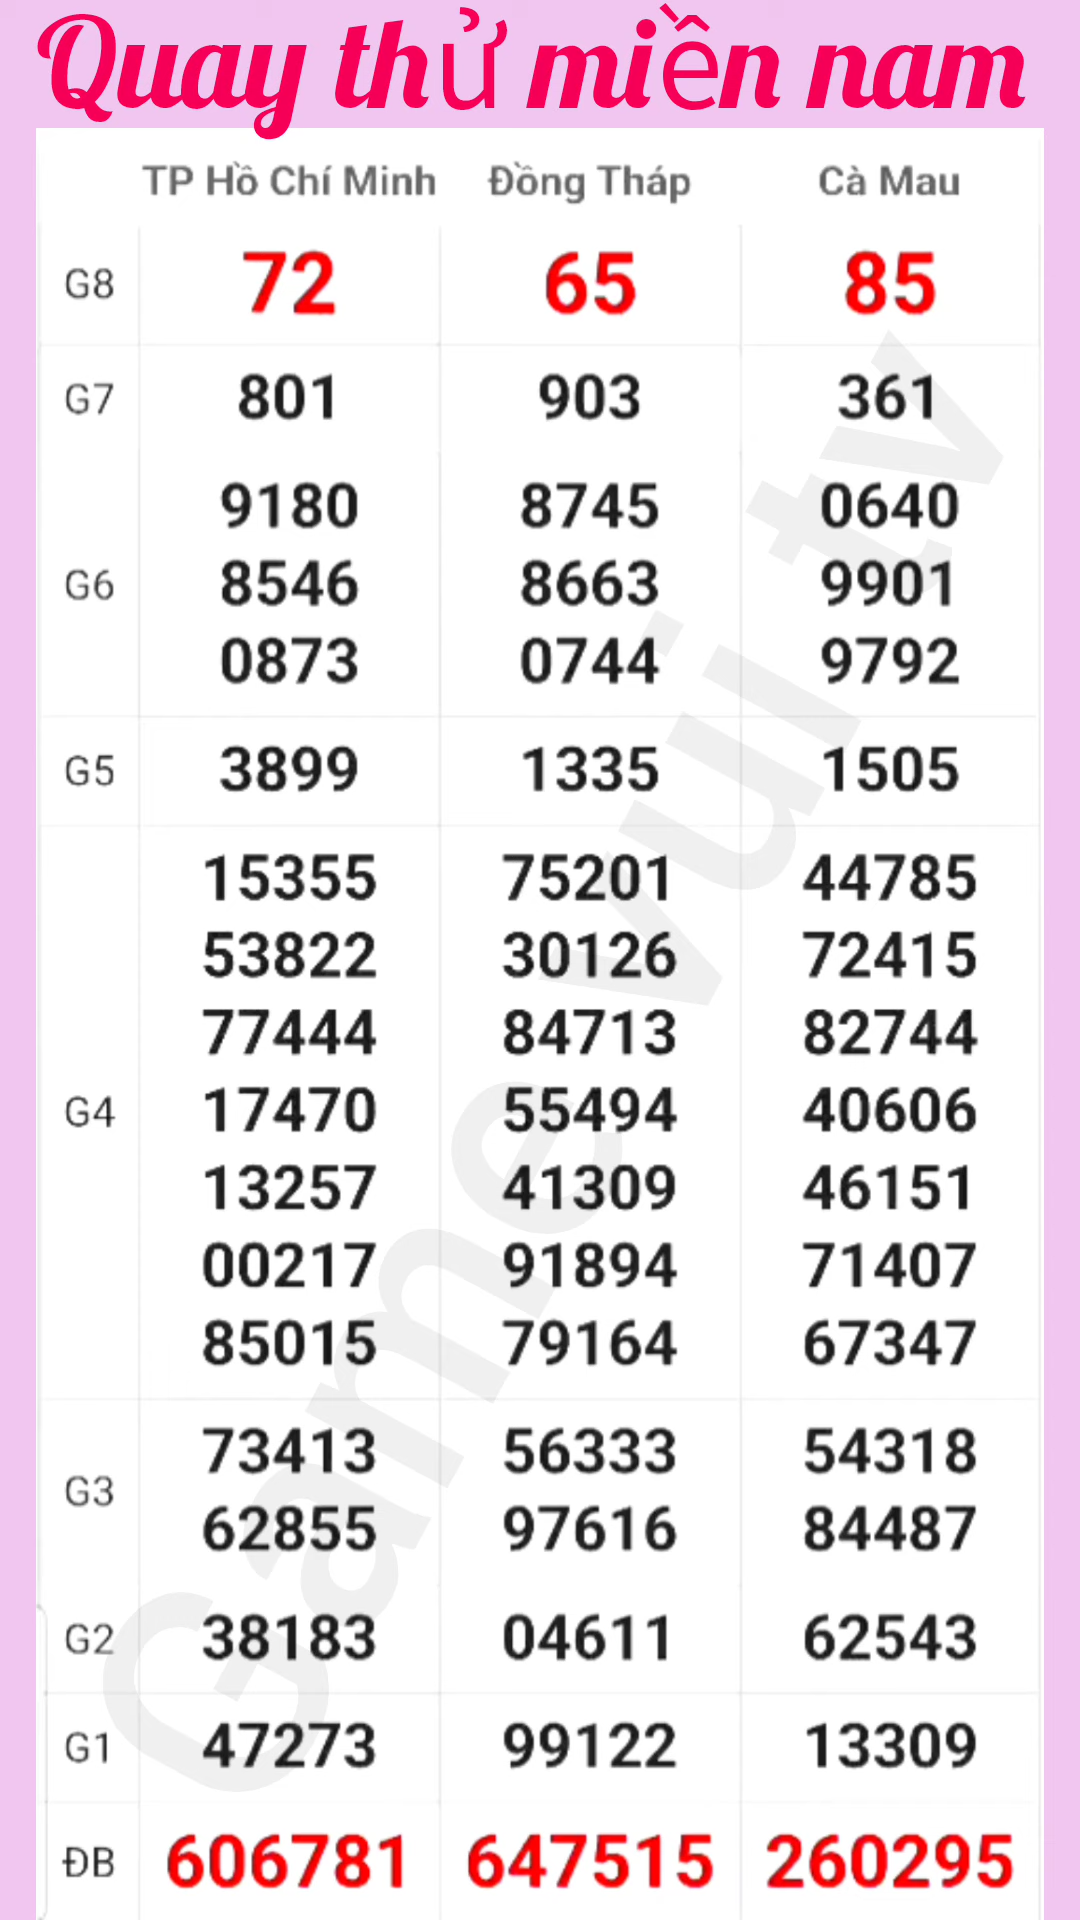 Quay thử miền nam
TP Hồ Chí Minh Đồng Tháp Cà Mau
G8 72 65 85
G7 801 903 361
9180 8745 0640
G6 8546 8663 9901
0873 0744 9792
G5 3899 1335 1505
15355 75201 44785
53822 30126 72415
77444 84713 82744
G4 17470 55494 40606
13257 41309 46151
00217 91894 71407
85015 79164 67347
73413 56333 54318
G3
62855 97616 84487
G2 38183 04611 62543
G1 47273 99122 13309
ĐB 606781 647515 260295
Game vui tv